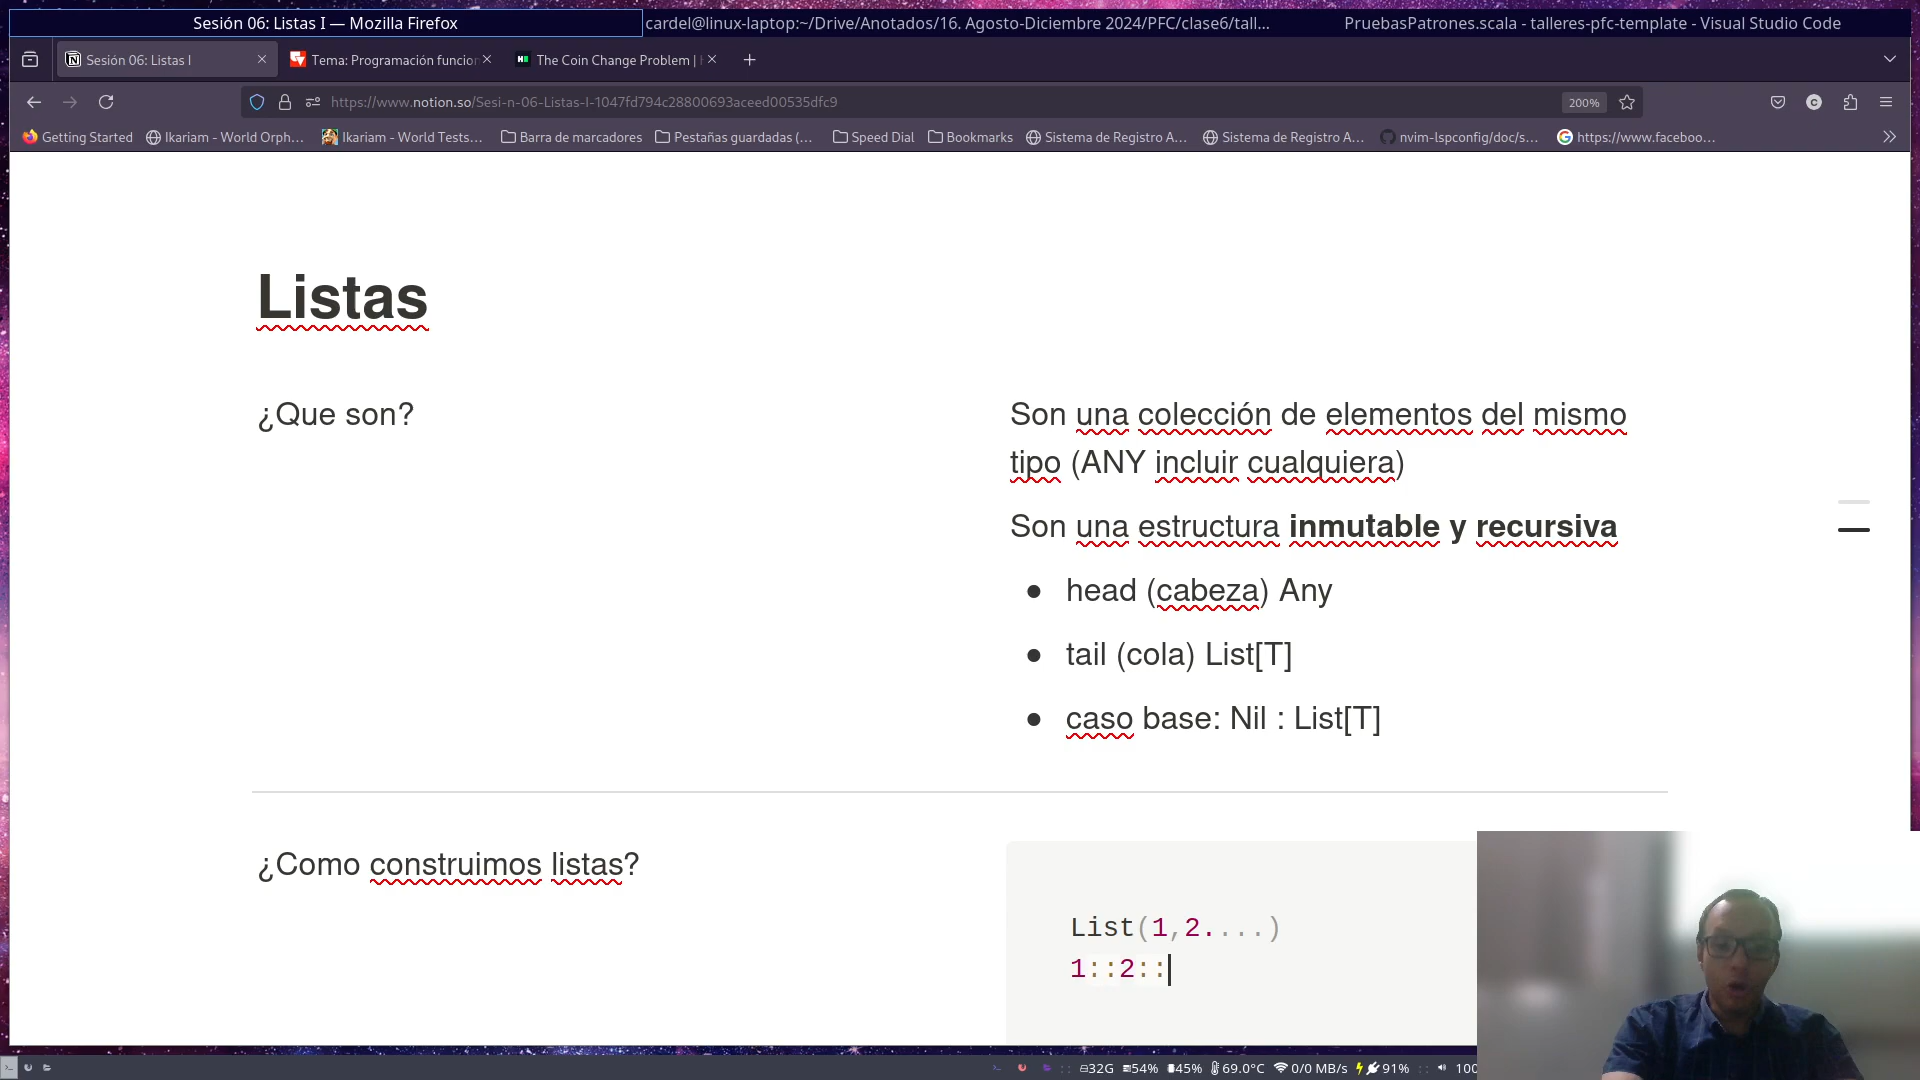 Sesión 06: Listas I — Mozilla Firefox
cardel@linux-laptop:~/Drive/Anotados/16. Agosto-Diciembre 2024/PFC/clase6/tall...
PruebasPatrones.scala - talleres-pfc-template - Visual Studio Code
Sesión 06: Listas I
Tema: Programación funcio
The Coin Change Problem |
https://www.notion.so/Sesi-n-06-Listas-I-1047fd794c28800693aceed00535dfc9
200%
Getting Started
Ikariam - World Orph...
Ikariam - World Tests...
Barra de marcadores
Pestañas guardadas (...
Speed Dial
Bookmarks
Sistema de Registro A...
Sistema de Registro A...
nvim-lspconfig/doc/s...
https://www.faceboo...
Listas
¿Que son?
Son una colección de elementos del mismo
tipo (ANY incluir cualquiera)
Son una estructura inmutable y recursiva
• head (cabeza) Any
• tail (cola) List[T]
• caso base: Nil : List[T]
¿Como construimos listas?
List(1,2.....)
1::2::
32G 54% 45% 69.0°C 0/0 MB/s 91% 100